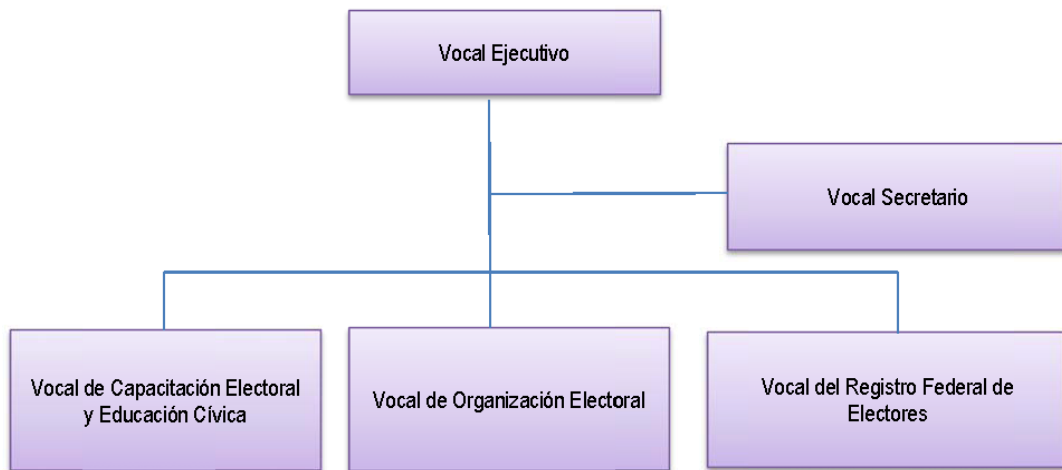 Vocal Ejecutivo
Vocal Secretario
Vocal de Capacitación Electoral
y Educación Cívica
Vocal de Organización Electoral
Vocal del Registro Federal de
Electores